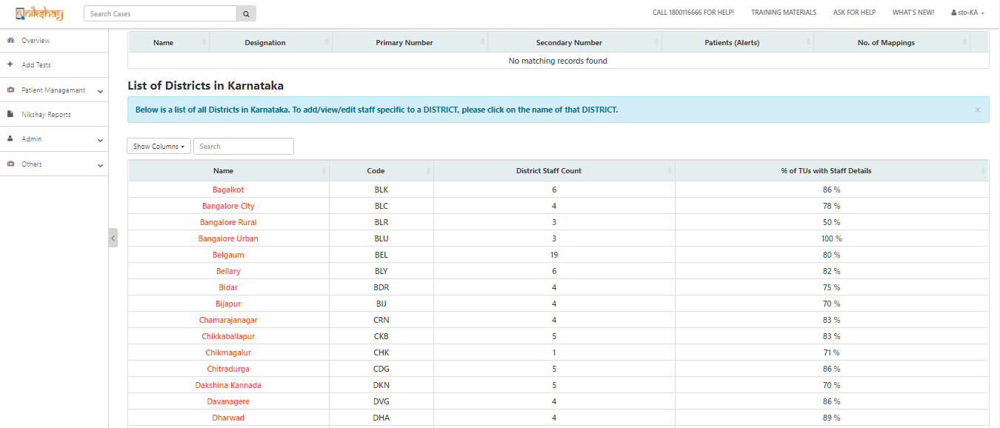 nikshay
Search Cases
CALL 1800116666 FOR HELP! TRAINING MATERIALS ASK FOR HELP WHAT'S NEW! sto-KA
Overview
Add Tests
Patient Management
Nikshay Reports
Admin
Others
Name Designation Primary Number Secondary Number Patients (Alerts) No. of Mappings
No matching records found
List of Districts in Karnataka
Below is a list of all Districts in Karnataka. To add/view/edit staff specific to a DISTRICT, please click on the name of that DISTRICT. ×
Show Columns Search
Name Code District Staff Count % of TUs with Staff Details
Bagalkot BLK 6 86 %
Bangalore City BLC 4 78 %
Bangalore Rural BLR 3 50 %
Bangalore Urban BLU 3 100 %
Belgaum BEL 19 80 %
Bellary BLY 6 82 %
Bidar BDR 4 75 %
Bijapur BIJ 4 70 %
Chamarajanagar CRN 4 83 %
Chikkaballapur CKB 5 83 %
Chikmagalur CHK 1 71 %
Chitradurga CDG 5 86 %
Dakshina Kannada DKN 5 70 %
Davanagere DVG 4 86 %
Dharwad DHA 4 89 %